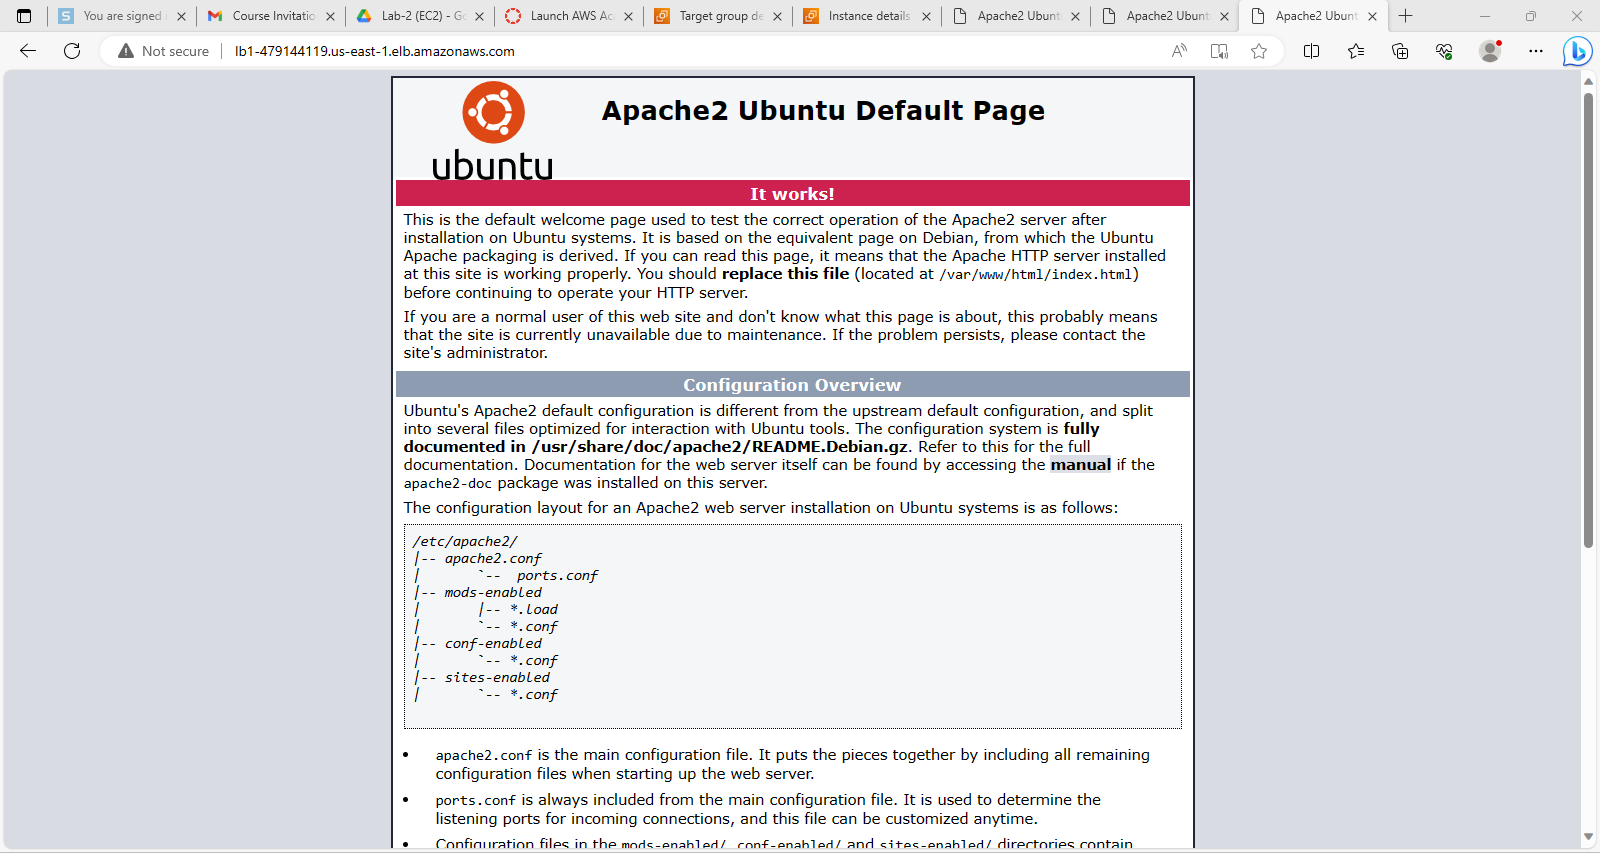 You are signed
Course Invitatio
Lab-2 (EC2) - Go
Launch AWS Ac
Target group de
Instance details
Apache2 Ubunt
Apache2 Ubunt
Apache2 Ubunt
Not secure
lb1-479144119.us-east-1.elb.amazonaws.com
Apache2 Ubuntu Default Page
ubuntu
It works!
This is the default welcome page used to test the correct operation of the Apache2 server after
installation on Ubuntu systems. It is based on the equivalent page on Debian, from which the Ubuntu
Apache packaging is derived. If you can read this page, it means that the Apache HTTP server installed
at this site is working properly. You should replace this file (located at /var/www/html/index.html)
before continuing to operate your HTTP server.
If you are a normal user of this web site and don't know what this page is about, this probably means
that the site is currently unavailable due to maintenance. If the problem persists, please contact the
site's administrator.
Configuration Overview
Ubuntu's Apache2 default configuration is different from the upstream default configuration, and split
into several files optimized for interaction with Ubuntu tools. The configuration system is fully
documented in /usr/share/doc/apache2/README.Debian.gz. Refer to this for the full
documentation. Documentation for the web server itself can be found by accessing the manual if the
apache2-doc package was installed on this server.
The configuration layout for an Apache2 web server installation on Ubuntu systems is as follows:
/etc/apache2/
|-- apache2.conf
|       `--  ports.conf
|-- mods-enabled
|       |-- *.load
|       `-- *.conf
|-- conf-enabled
|       `-- *.conf
|-- sites-enabled
|       `-- *.conf
• apache2.conf is the main configuration file. It puts the pieces together by including all remaining
configuration files when starting up the web server.
• ports.conf is always included from the main configuration file. It is used to determine the
listening ports for incoming connections, and this file can be customized anytime.
• Configuration files in the mods-enabled/, conf-enabled/ and sites-enabled/ directories contain